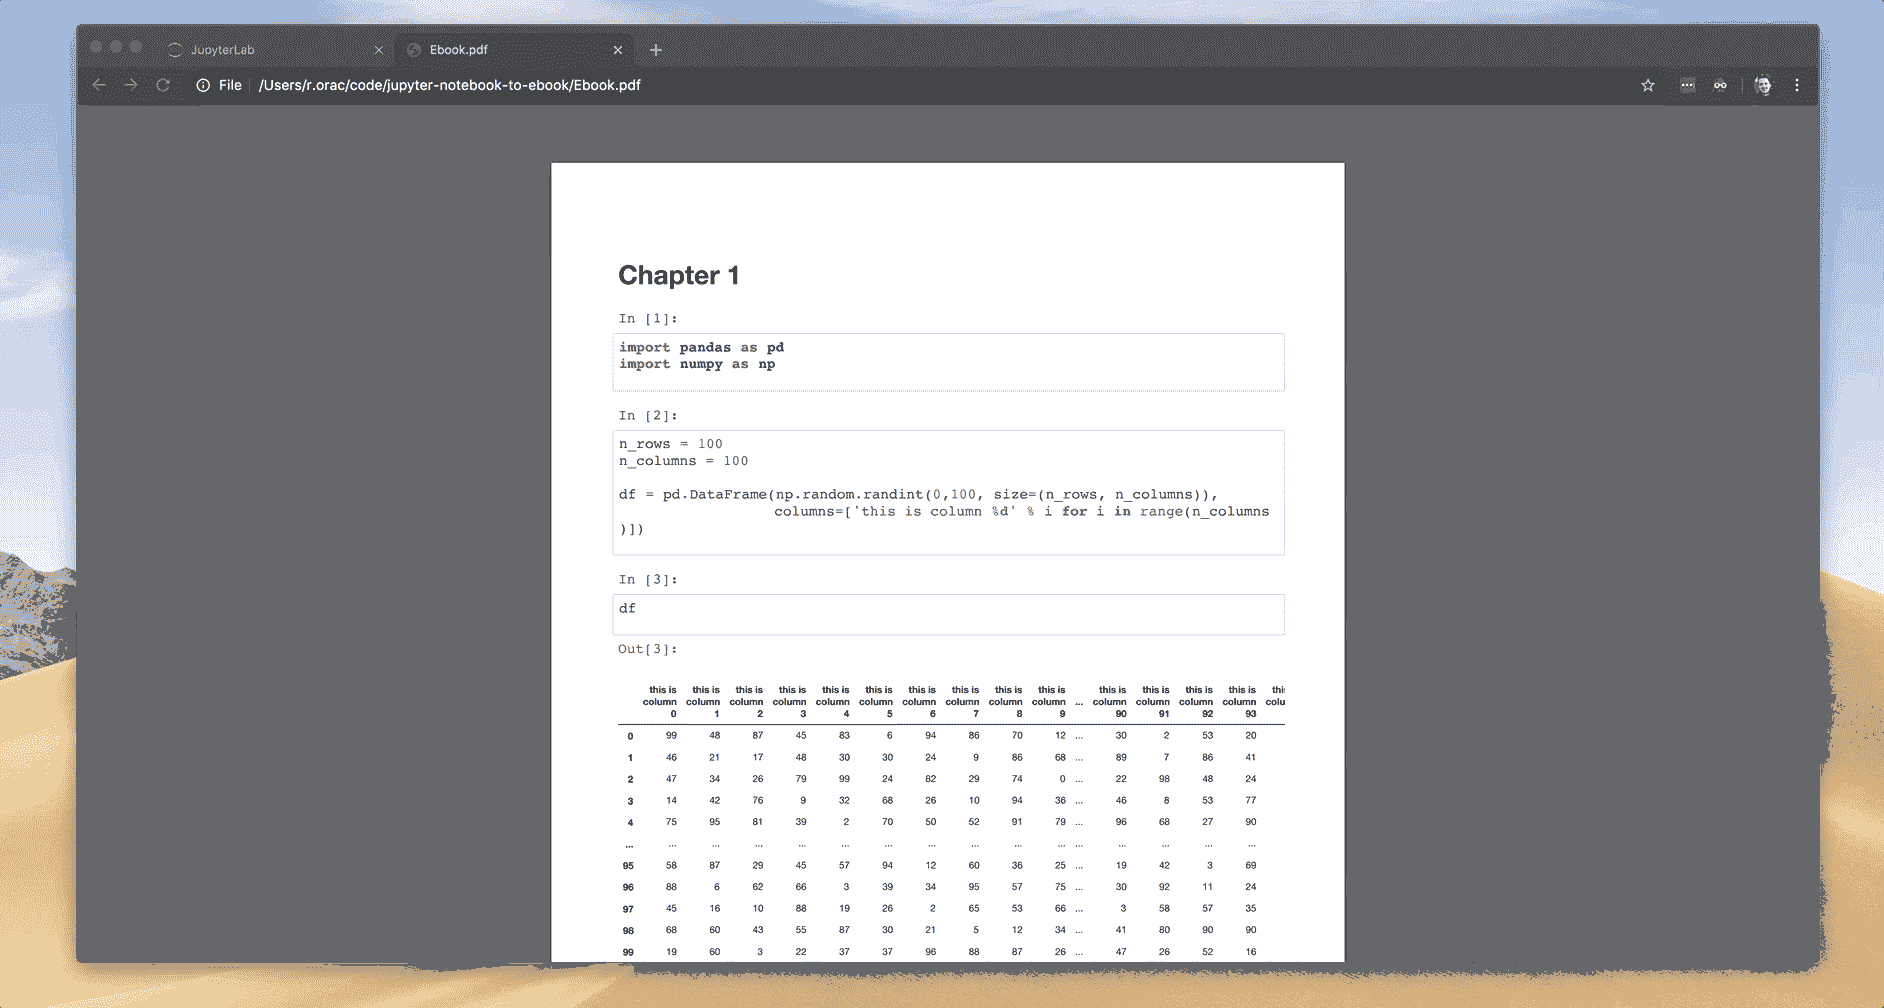 JupyterLab
Ebook.pdf
File /Users/r.orac/code/jupyter-notebook-to-ebook/Ebook.pdf
Chapter 1
In [1]:
import pandas as pd
import numpy as np
In [2]:
n_rows = 100
n_columns = 100
df = pd.DataFrame(np.random.randint(0,100, size=(n_rows, n_columns)),
columns=['this is column %d' % i for i in range(n_columns
)])
In [3]:
df
Out[3]:
this is this is this is this is this is this is this is this is this is this is this is this is this is this is thi
column column column column column column column column column column ... column column column column colu
0 1 2 3 4 5 6 7 8 9 90 91 92 93
0 99 48 87 45 83 6 94 86 70 12 ... 30 2 53 20
1 46 21 17 48 30 30 24 9 86 68 ... 89 7 86 41
2 47 34 26 79 99 24 82 29 74 0 ... 22 98 48 24
3 14 42 76 9 32 68 26 10 94 36 ... 46 8 53 77
4 75 95 81 39 2 70 50 52 91 79 ... 96 68 27 90
... ... ... ... ... ... ... ... ... ... ... ... ... ... ... ...
95 58 87 29 45 57 94 12 60 36 25 ... 19 42 3 69
96 88 6 62 66 3 39 34 95 57 75 ... 30 92 11 24
97 45 16 10 88 19 26 2 65 53 66 ... 3 58 57 35
98 68 60 43 55 87 30 21 5 12 34 ... 41 80 90 90
99 19 60 3 22 37 37 96 88 87 26 ... 47 26 52 16